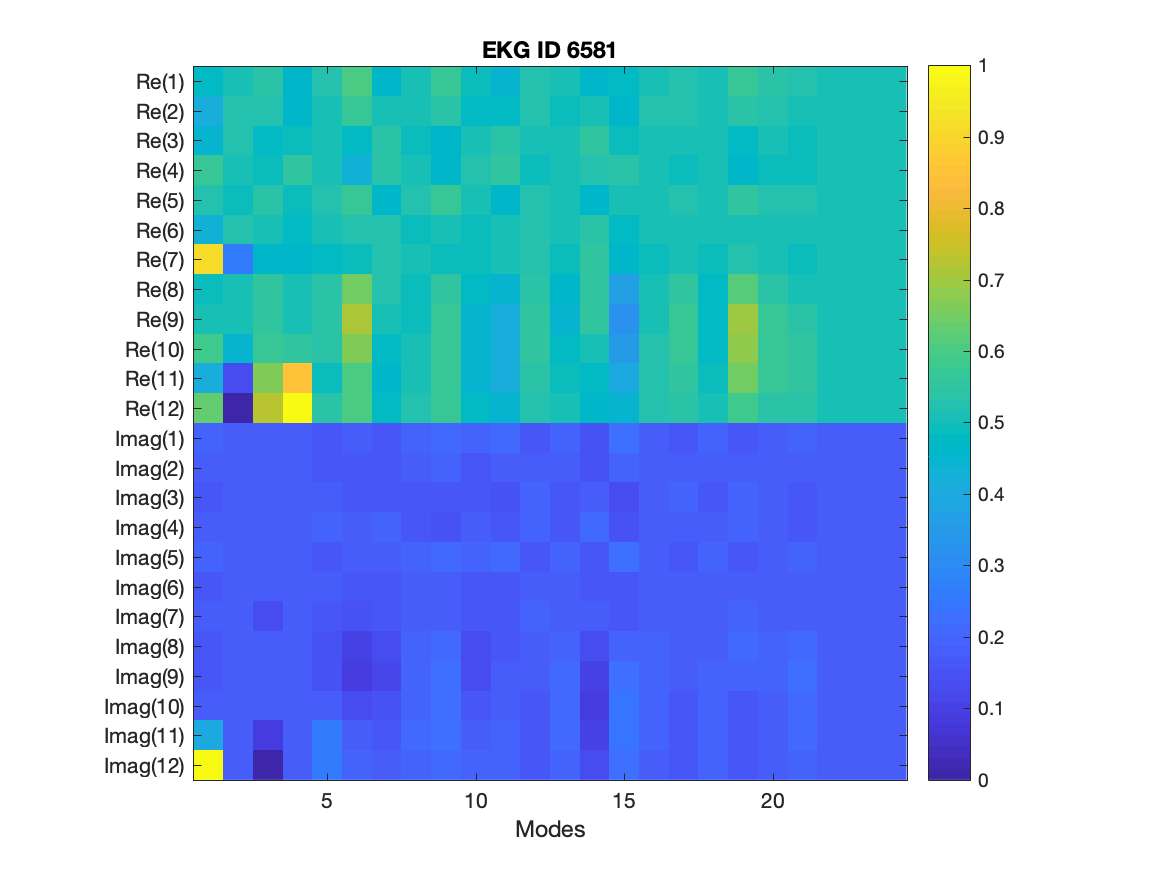 EKG ID 6581
Re(1)
Re(2)
Re(3)
Re(4)
Re(5)
Re(6)
Re(7)
Re(8)
Re(9)
Re(10)
Re(11)
Re(12)
Imag(1)
Imag(2)
Imag(3)
Imag(4)
Imag(5)
Imag(6)
Imag(7)
Imag(8)
Imag(9)
Imag(10)
Imag(11)
Imag(12)
5 10 15 20
Modes
1
0.9
0.8
0.7
0.6
0.5
0.4
0.3
0.2
0.1
0